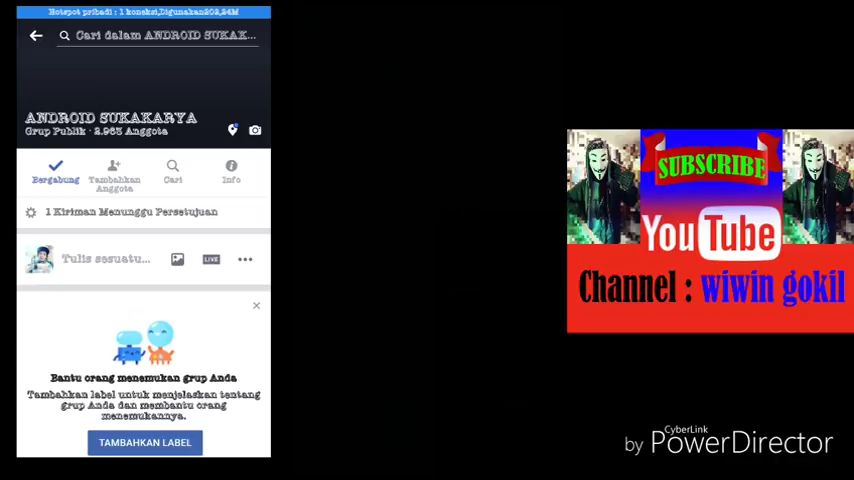 Hotspot pribadi : 1 koneksi,Digunakan202,24M
Cari dalam ANDROID SUKAK...
ANDROID SUKAKARYA
Grup Publik · 2.963 Anggota
Bergabung
Tambahkan
Anggota
Cari
Info
1 Kiriman Menunggu Persetujuan
Tulis sesuatu...
LIVE
Bantu orang menemukan grup Anda
Tambahkan label untuk menjelaskan tentang
grup Anda dan membantu orang
menemukannya.
TAMBAHKAN LABEL
SUBSCRIBE
YouTube
Channel : wiwin gokil
by CyberLink PowerDirector